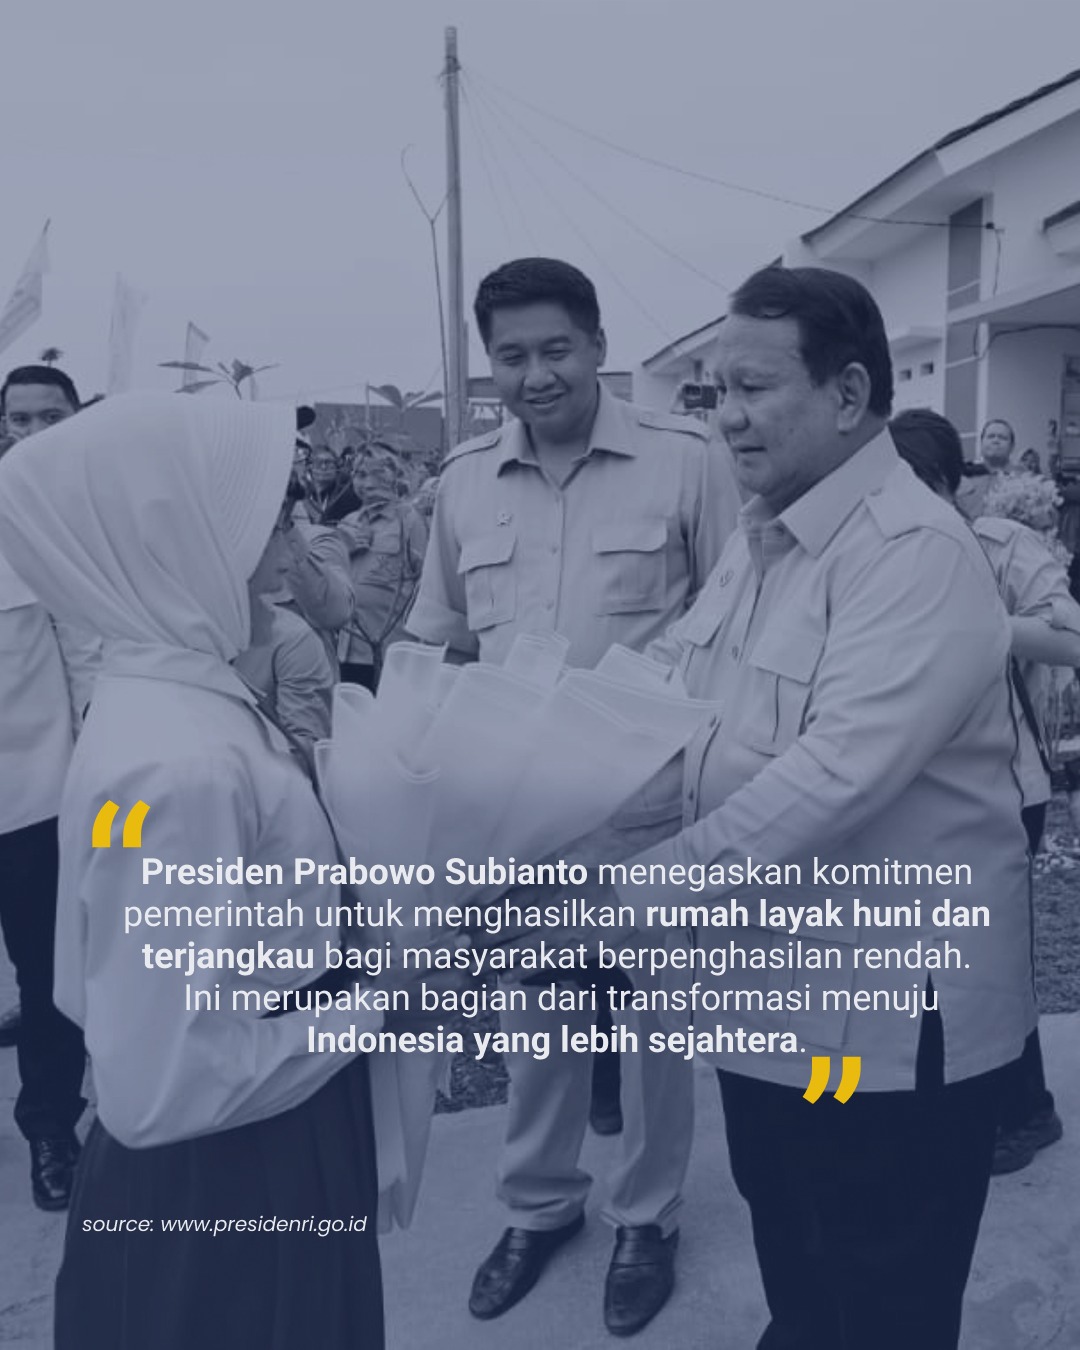 “
Presiden Prabowo Subianto menegaskan komitmen
pemerintah untuk menghasilkan rumah layak huni dan
terjangkau bagi masyarakat berpenghasilan rendah.
Ini merupakan bagian dari transformasi menuju
Indonesia yang lebih sejahtera.
”
source: www.presidenri.go.id